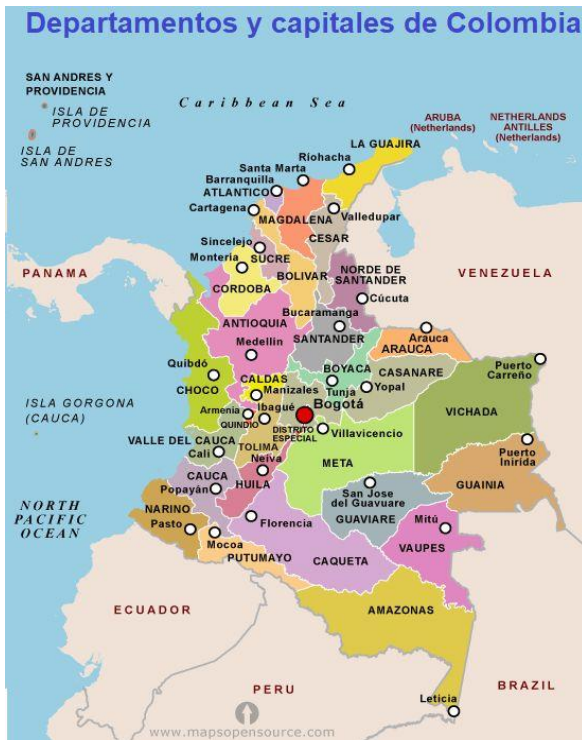 Departamentos y capitales de Colombia
SAN ANDRES Y
PROVIDENCIA
ISLA DE
PROVIDENCIA
ISLA DE
SAN ANDRES
Caribbean Sea
ARUBA
(Netherlands)
NETHERLANDS
ANTILLES
(Netherlands)
LA GUAJIRA
Riohacha
Santa Marta
Barranquilla
ATLANTICO
Cartagena
MAGDALENA
Valledupar
CESAR
Sincelejo
SUCRE
Monteria
BOLIVAR
CORDOBA
NORDE DE
SANTANDER
PANAMA
VENEZUELA
Cúcuta
Bucaramanga
ANTIOQUIA
SANTANDER
Arauca
ARAUCA
Medellin
BOYACA
CASANARE
Puerto
Carreño
Quibdó
CHOCO
CALDAS
Manizales
Tunja
Yopal
ISLA GORGONA
(CAUCA)
Armenia
Ibagué
Bogotá
VICHADA
QUINDIO
DISTRITO
ESPECIAL
Villavicencio
VALLE DEL CAUCA
Cali
TOLIMA
META
Puerto
Inirida
Neiva
CAUCA
HUILA
GUAINIA
Popayán
San Jose
del Guavuare
NORTH
PACIFIC
OCEAN
NARINO
Pasto
Florencia
GUAVIARE
Mitú
VAUPES
Mocoa
PUTUMAYO
CAQUETA
ECUADOR
AMAZONAS
PERU
BRAZIL
Leticia
www.mapsopensource.com